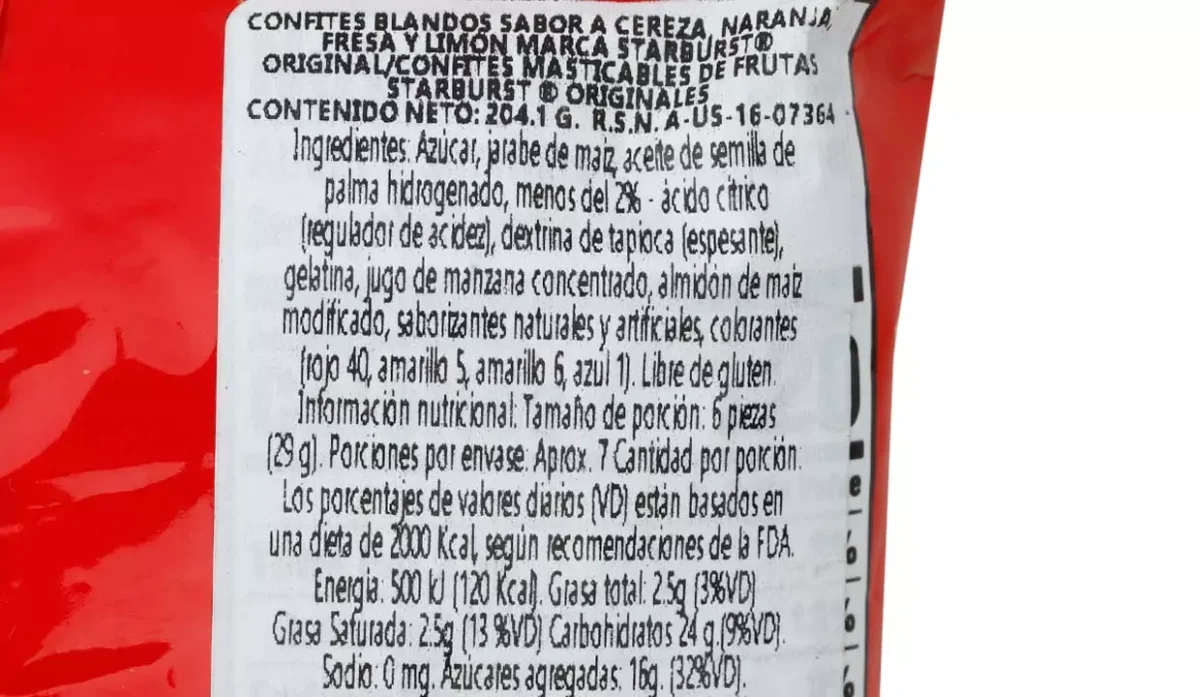 CONFITES BLANDOS SABOR A CEREZA, NARANJA,
FRESA Y LIMÓN MARCA STARBURST®
ORIGINAL/CONFITES MASTICABLES DE FRUTAS
STARBURST ® ORIGINALES
CONTENIDO NETO: 204.1 G. R.S.N. A-US-16-07364
Ingredientes: Azúcar, jarabe de maiz, aceite de semilla de
palma hidrogenado, menos del 2% - ácido cítrico
(regulador de acidez), dextrina de tapioca (espesante),
gelatina, jugo de manzana concentrado, almidón de maiz
modificado, saborizantes naturales y artificiales, colorantes
(rojo 40, amarillo 5, amarillo 6, azul 1). Libre de gluten.
Información nutricional: Tamaño de porción: 6 piezas
(29 g). Porciones por envase: Aprox. 7 Cantidad por porción:
Los porcentajes de valores diarios (VD) están basados en
una dieta de 2000 Kcal, según recomendaciones de la FDA.
Energia: 500 kJ (120 Kcal). Grasa total: 2.5g (3%VD)
Grasa Saturada: 2.5g (13 %VD) Carbohidratos 24 g.(9%VD).
Sodio: 0 mg. Azúcares agregadas: 16g. (32%VD).